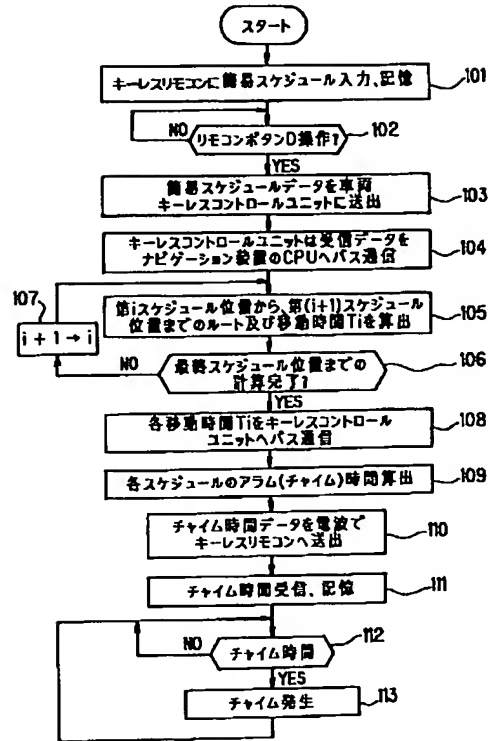 スタート
キーレスリモコンに簡易スケジュール入力、記憶
101
NO
リモコンボタンD操作?
102
YES
簡易スケジュールデータを車両
キーレスコントロールユニットに送出
103
キーレスコントロールユニットは受信データを
ナビゲーション装置のCPUへバス通信
104
107
i + 1 → i
第iスケジュール位置から、第(i+1)スケジュール
位置までのルート及び移動時間Tiを算出
105
NO
最終スケジュール位置までの
計算完了?
106
YES
各移動時間Tiをキーレスコントロール
ユニットへバス通信
108
各スケジュールのアラム(チャイム)時間算出
109
チャイム時間データを電波で
キーレスリモコンへ送出
110
チャイム時間受信、記憶
111
NO
チャイム時間
112
YES
チャイム発生
113